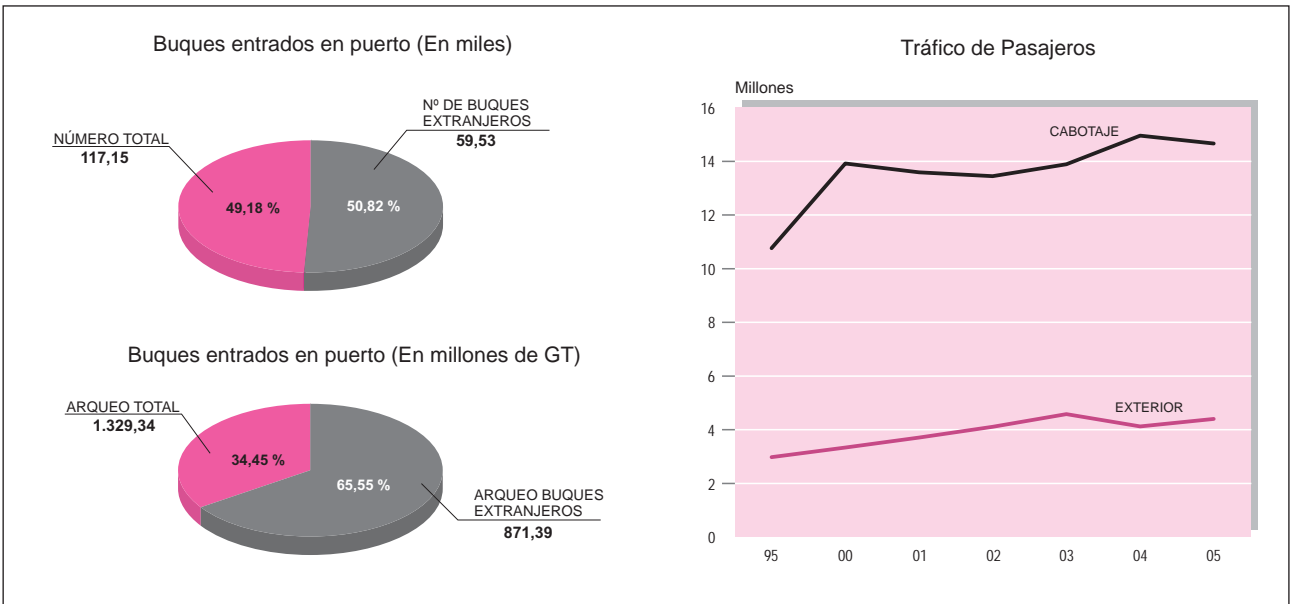 Buques entrados en puerto (En miles)
Nº DE BUQUES
EXTRANJEROS
59,53
NÚMERO TOTAL
117,15
49,18 %
50,82 %
Buques entrados en puerto (En millones de GT)
ARQUEO TOTAL
1.329,34
34,45 %
65,55 %
ARQUEO BUQUES
EXTRANJEROS
871,39
Tráfico de Pasajeros
Millones
16
14
12
10
8
6
4
2
0
CABOTAJE
EXTERIOR
95 00 01 02 03 04 05